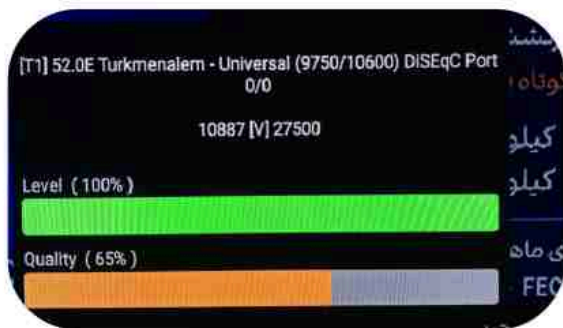 [T1] 52.0E Turkmenalem - Universal (9750/10600) DiSEqC Port
0/0
10887 [V] 27500
Level ( 100% )
Quality ( 65% )
کیلو
کیلو
ی ماه
FEC